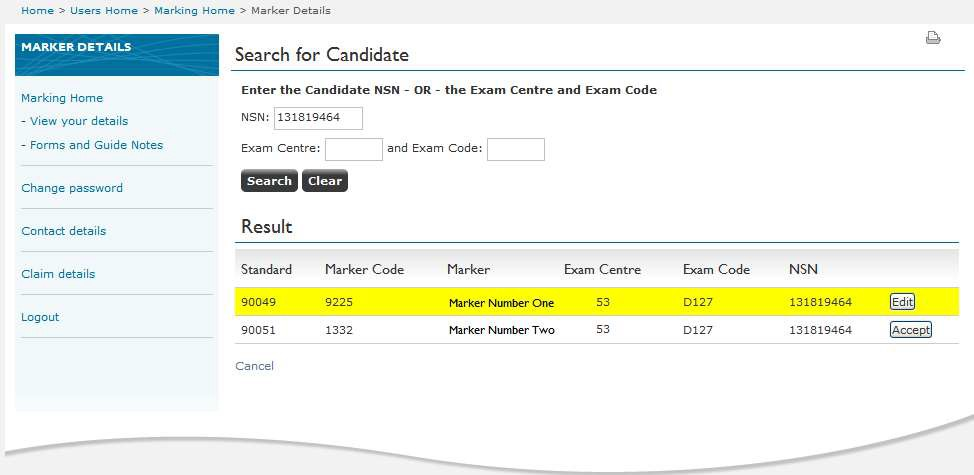 Home > Users Home > Marking Home > Marker Details
MARKER DETAILS
Marking Home
- View your details
- Forms and Guide Notes
Change password
Contact details
Claim details
Logout
Search for Candidate
Enter the Candidate NSN - OR - the Exam Centre and Exam Code
NSN: 131819464
Exam Centre: and Exam Code:
Search Clear
Result
Standard Marker Code Marker Exam Centre Exam Code NSN
90049 9225 Marker Number One 53 D127 131819464 Edit
90051 1332 Marker Number Two 53 D127 131819464 Accept
Cancel